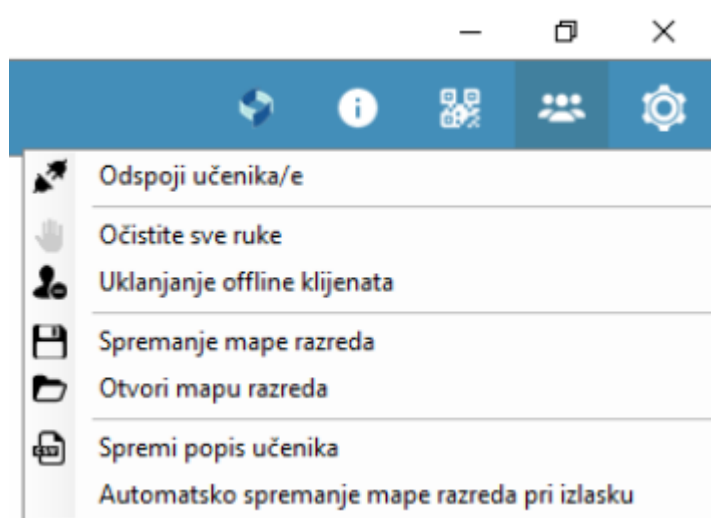 Odspoji učenika/e
Očistite sve ruke
Uklanjanje offline klijenata
Spremanje mape razreda
Otvori mapu razreda
CSV
Spremi popis učenika
Automatsko spremanje mape razreda pri izlasku